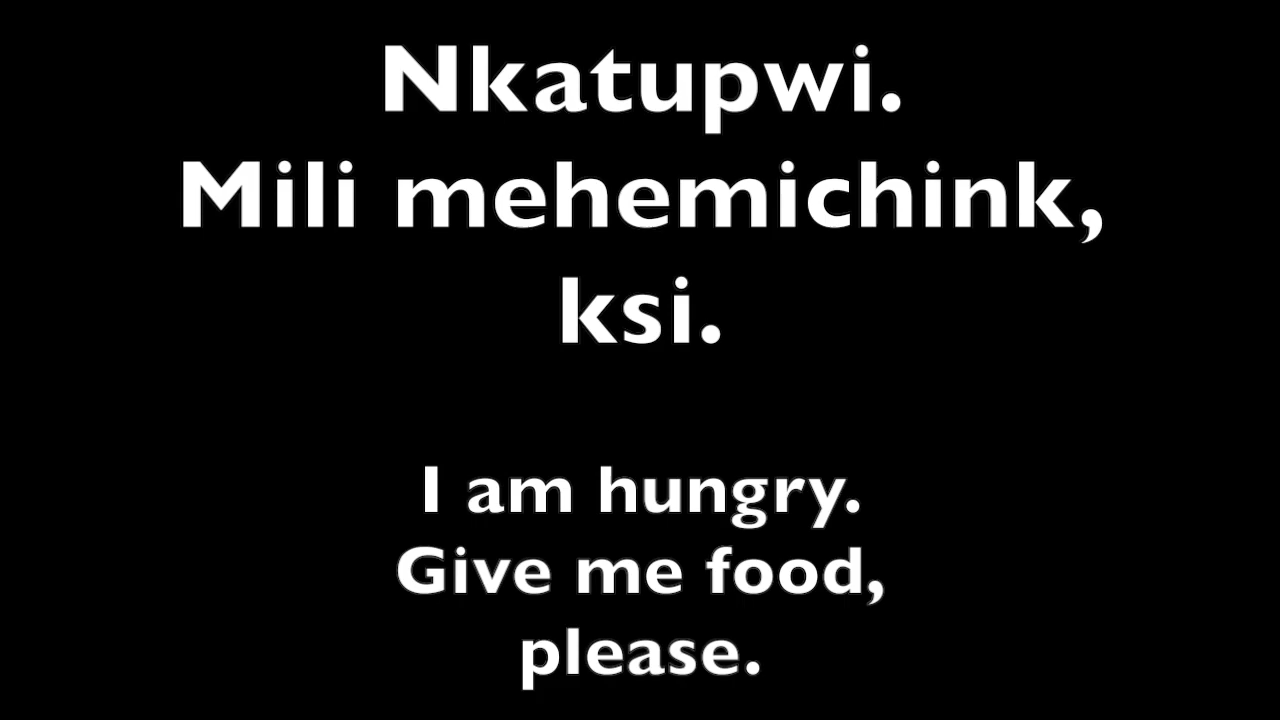 Nkatupwi.
Mili mehemichink,
ksi.
I am hungry.
Give me food,
please.